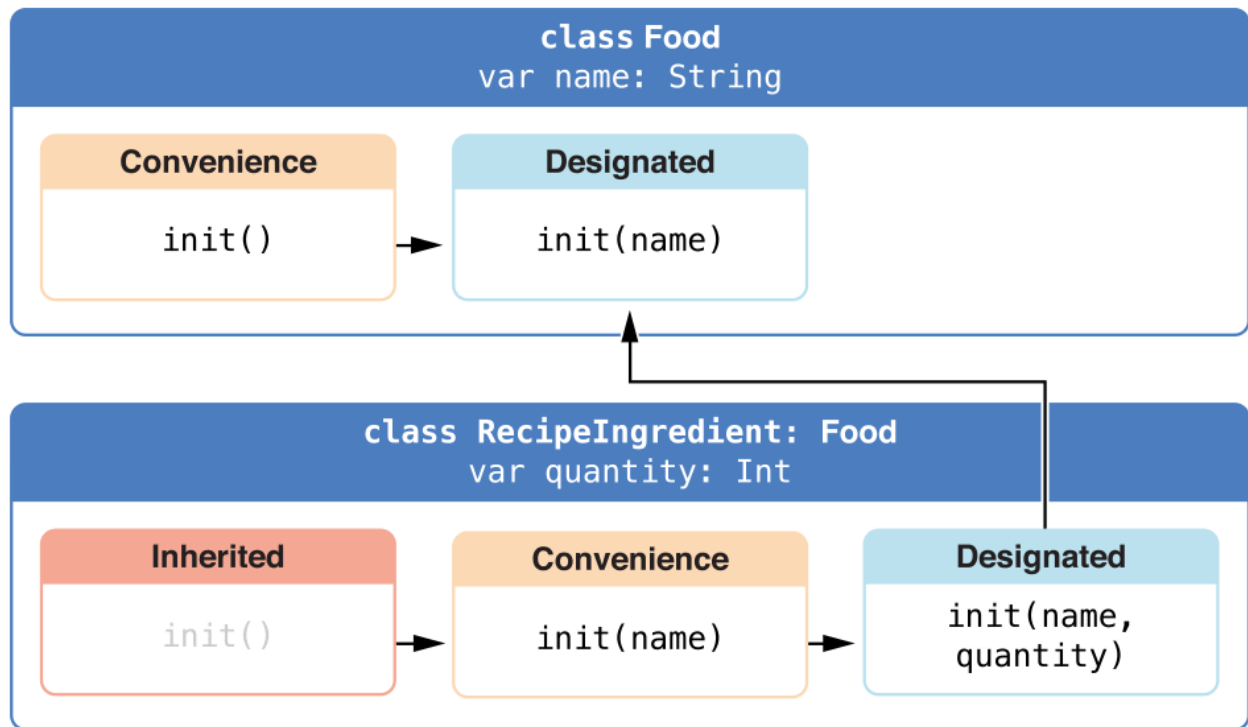 class Food
var name: String
Convenience
Designated
init()
init(name)
class RecipeIngredient: Food
var quantity: Int
Inherited
Convenience
Designated
init()
init(name)
init(name,
quantity)